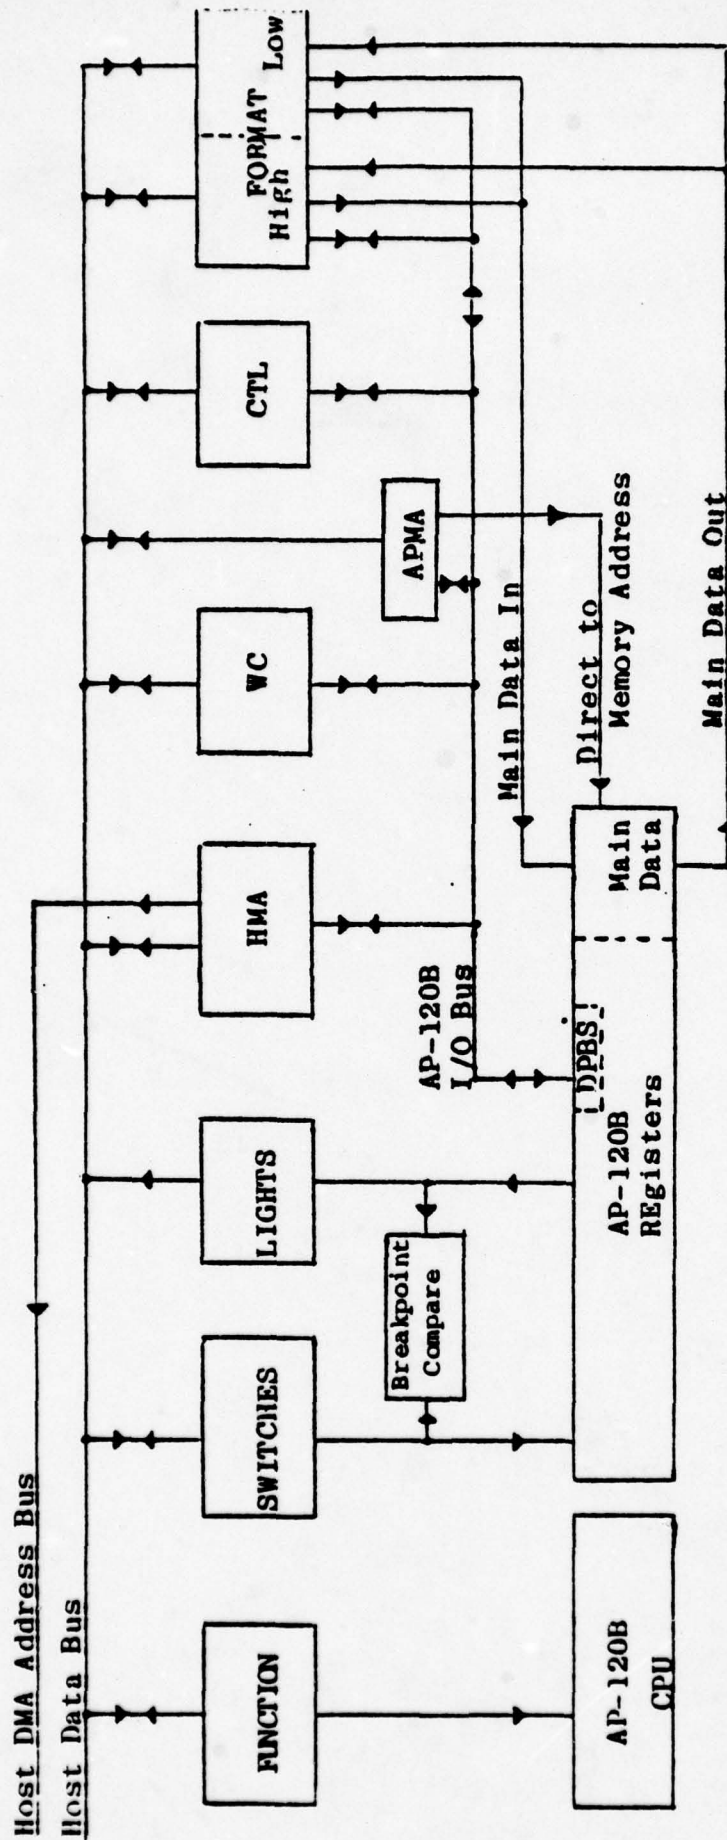 Host DMA Address Bus
Host Data Bus
FUNCTION
SWITCHES
LIGHTS
HMA
WC
APMA
CTL
FORMAT
High
Low
Breakpoint
Compare
AP-120B
I/O Bus
Main Data In
Direct to
Memory Address
AP-120B
CPU
AP-120B
REgisters
DPBS
Main
Data
Main Data Out